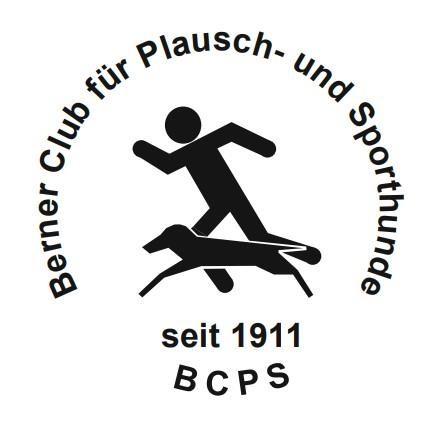 Berner Club für Plausch- und Sporthunde
seit 1911
BCPS